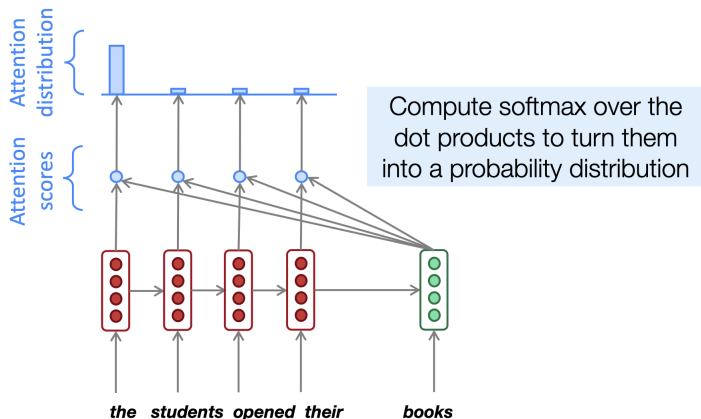 Attention
distribution
Compute softmax over the
dot products to turn them
into a probability distribution
Attention
scores
the students opened their books